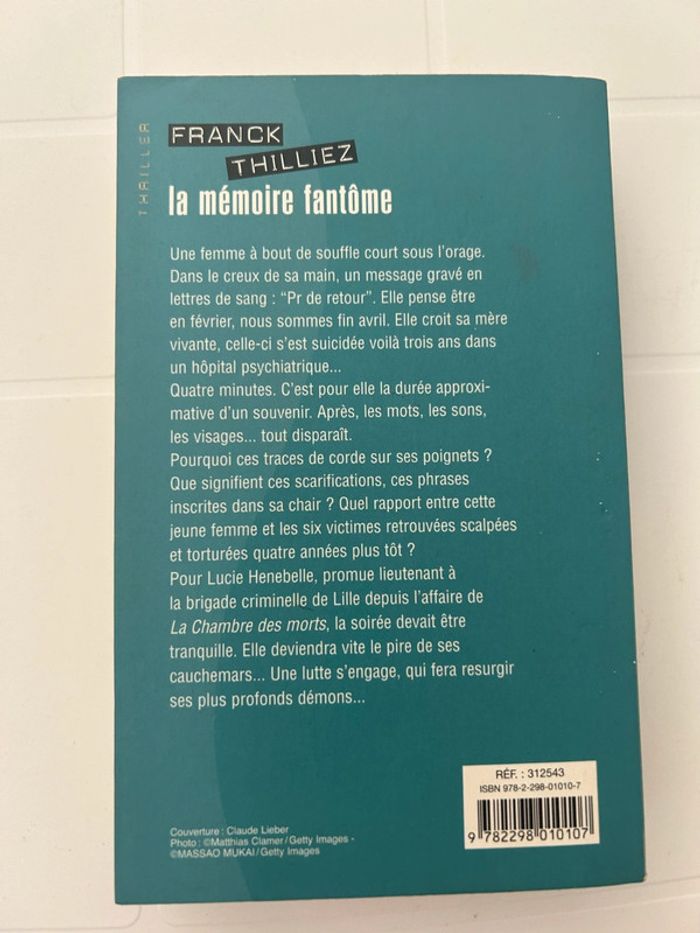 THRILLER
FRANCK
THILLIEZ
la mémoire fantôme
Une femme à bout de souffle court sous l'orage.
Dans le creux de sa main, un message gravé en
lettres de sang : “Pr de retour”. Elle pense être
en février, nous sommes fin avril. Elle croit sa mère
vivante, celle-ci s'est suicidée voilà trois ans dans
un hôpital psychiatrique...
Quatre minutes. C'est pour elle la durée approxi-
mative d'un souvenir. Après, les mots, les sons,
les visages... tout disparaît.
Pourquoi ces traces de corde sur ses poignets ?
Que signifient ces scarifications, ces phrases
inscrites dans sa chair ? Quel rapport entre cette
jeune femme et les six victimes retrouvées scalpées
et torturées quatre années plus tôt ?
Pour Lucie Henebelle, promue lieutenant à
la brigade criminelle de Lille depuis l'affaire de
La Chambre des morts, la soirée devait être
tranquille. Elle deviendra vite le pire de ses
cauchemars... Une lutte s'engage, qui fera resurgir
ses plus profonds démons...
RÉF. : 312543
ISBN 978-2-298-01010-7
9 782298 010107
Couverture : Claude Lieber
Photo : ©Matthias Clamer / Getty Images -
©MASSAO MUKAI / Getty Images